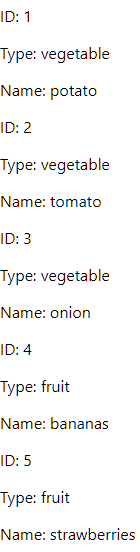 ID: 1
Type: vegetable
Name: potato
ID: 2
Type: vegetable
Name: tomato
ID: 3
Type: vegetable
Name: onion
ID: 4
Type: fruit
Name: bananas
ID: 5
Type: fruit
Name: strawberries